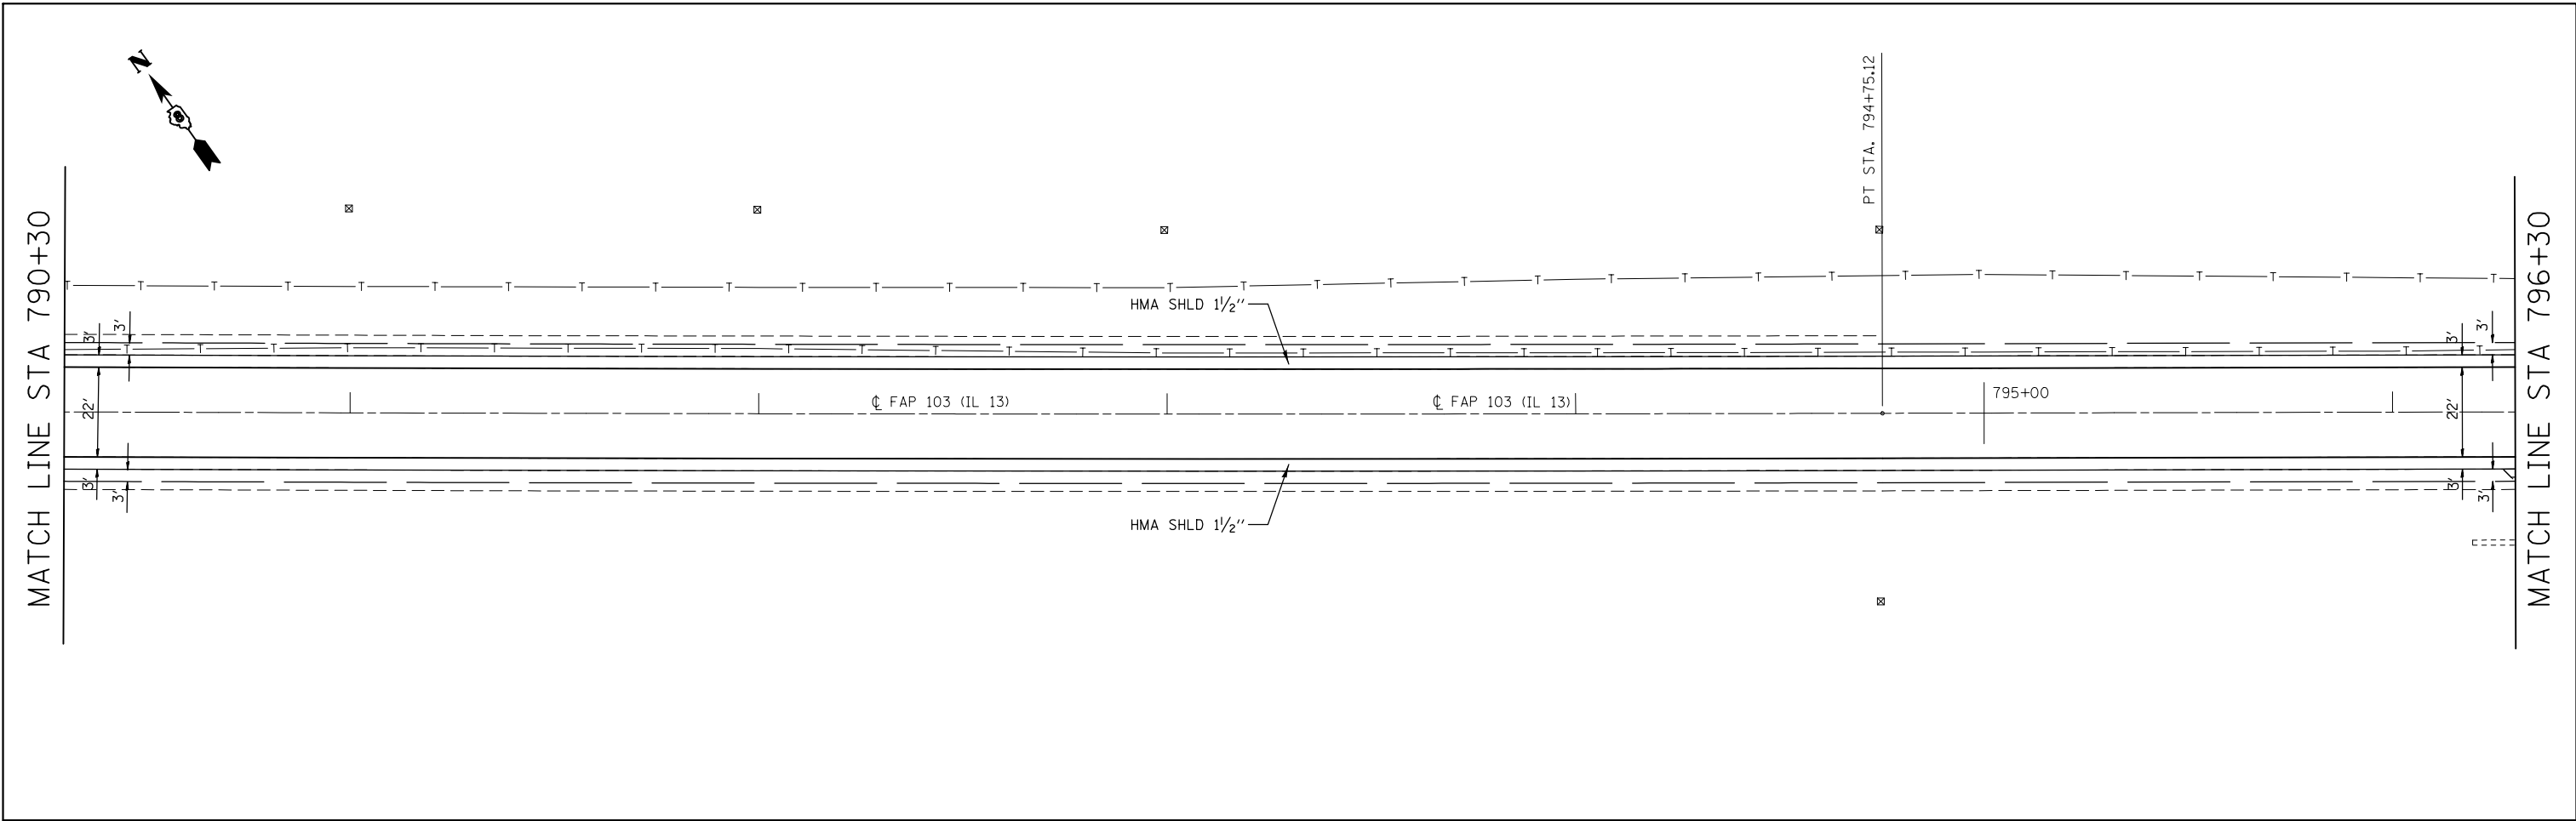 N
8
PT STA. 794+75.12
MATCH LINE STA 790+30
MATCH LINE STA 796+30
T T T T T T T T T T T T T T T T T T T T T T T T T T T T T T T T T T
HMA SHLD 1½"
3'
3'
3'
3'
T T T T T T T T T T T T T T T T T T T T T T T T T T T T T T T T T
22'
℄ FAP 103 (IL 13)
℄ FAP 103 (IL 13)
795+00
22'
3'
3'
3'
3'
HMA SHLD 1½"